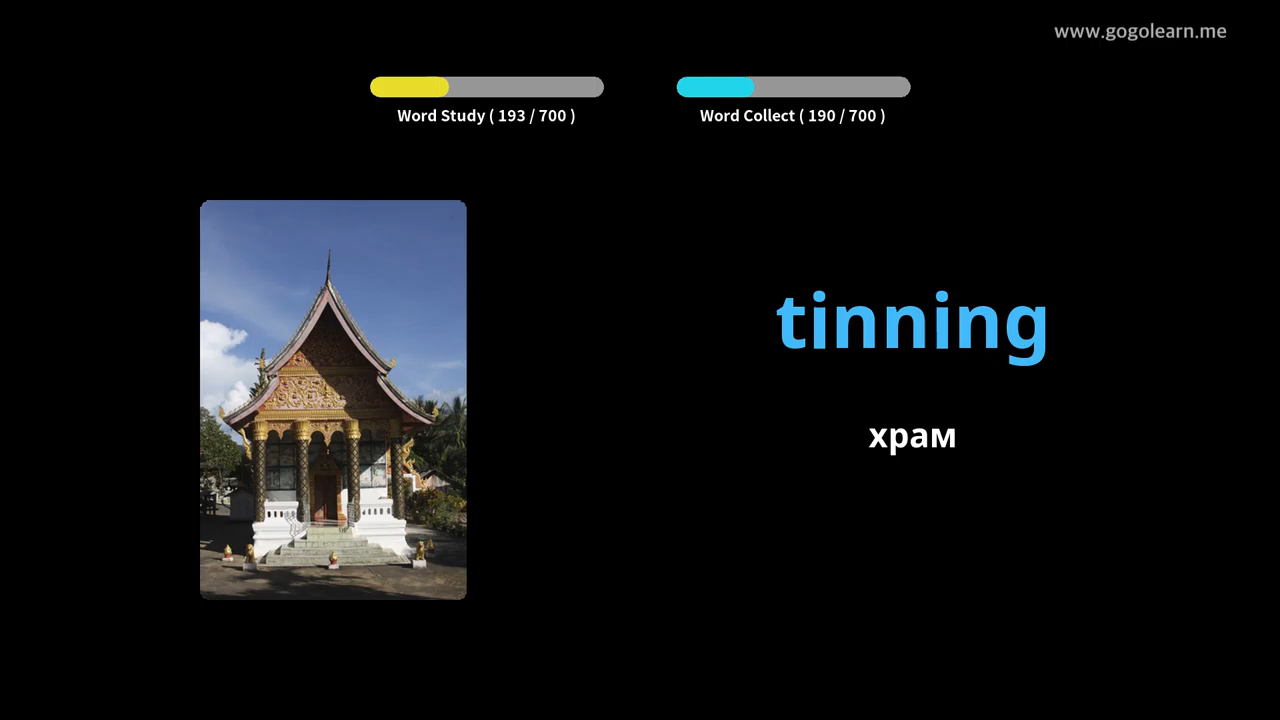 www.gogolearn.me
Word Study ( 193 / 700 )
Word Collect ( 190 / 700 )
tinning
храм